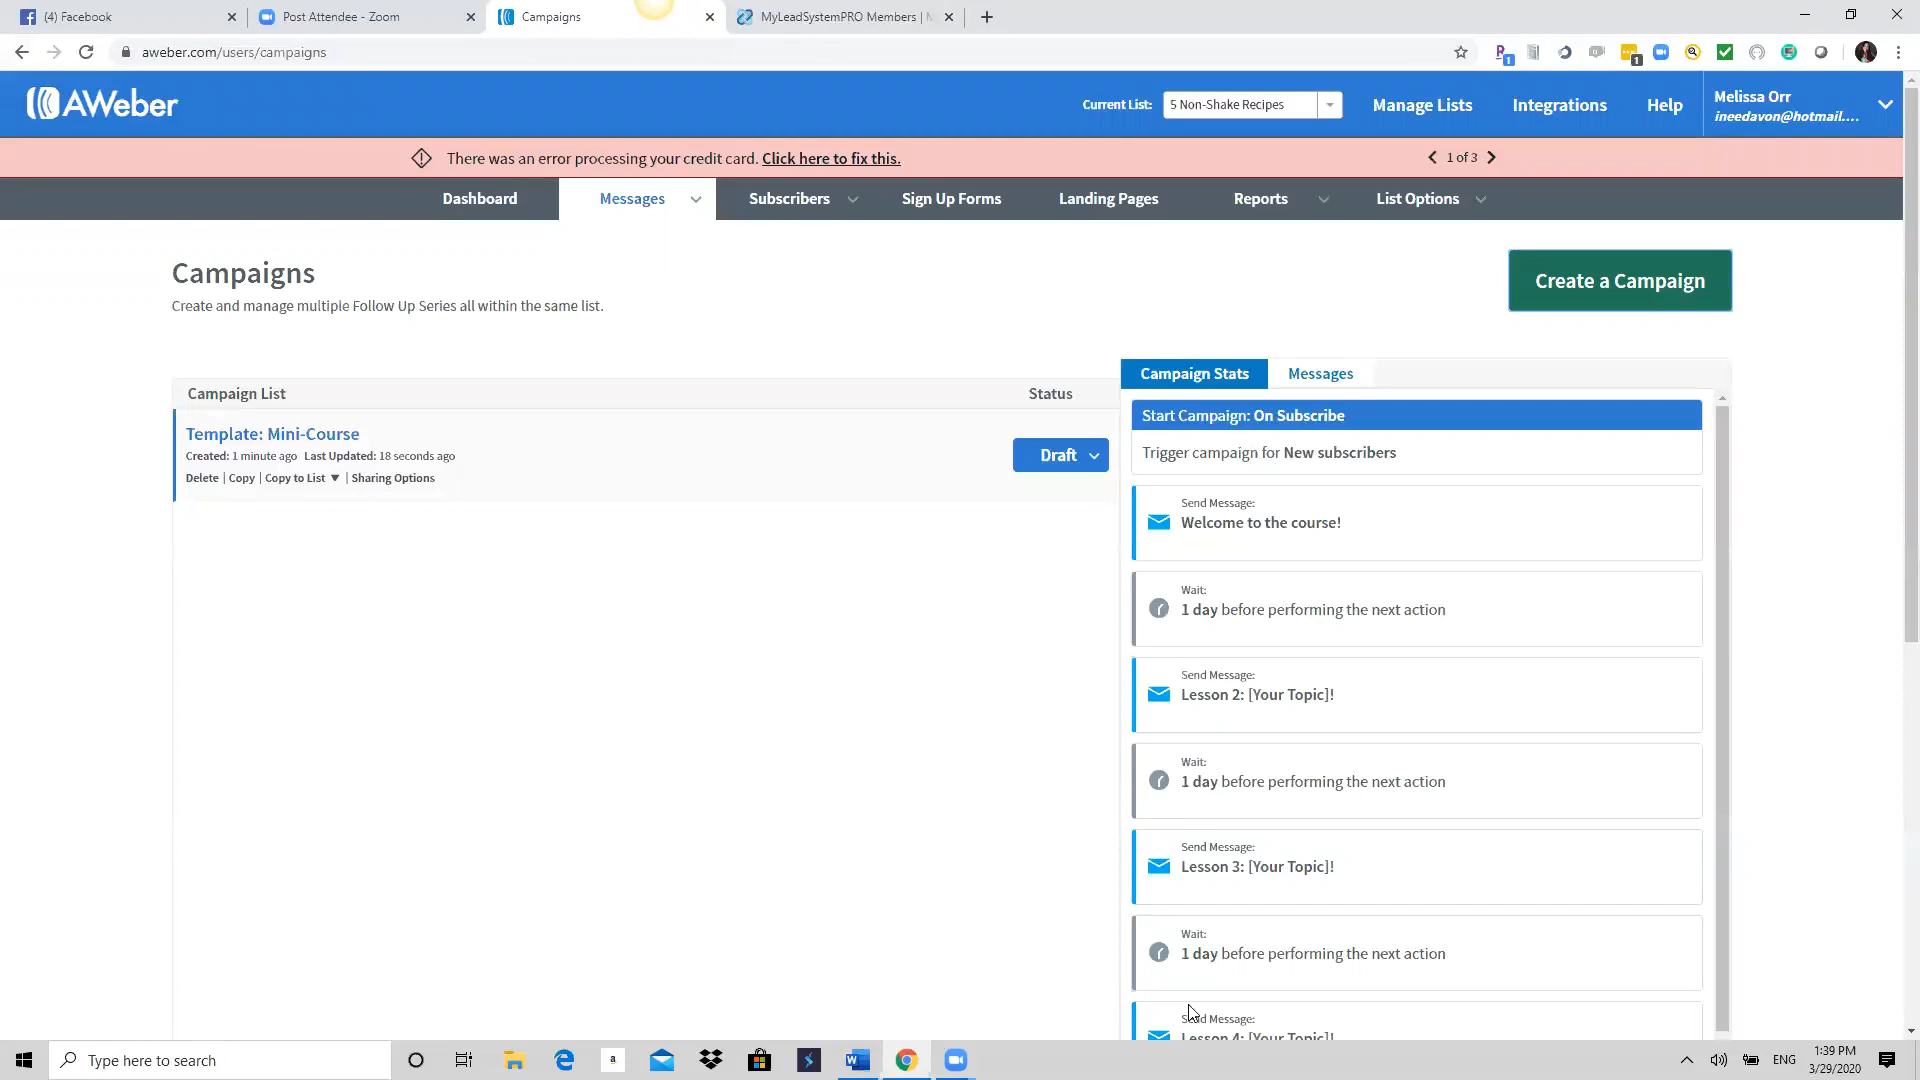 (4) Facebook
Post Attendee - Zoom
Campaigns
MyLeadSystemPRO Members |
aweber.com/users/campaigns
1
1
AWeber
Current List:
5 Non-Shake Recipes
Manage Lists
Integrations
Help
Melissa Orr
ineedavon@hotmail....
There was an error processing your credit card. Click here to fix this.
1 of 3
Dashboard
Messages
Subscribers
Sign Up Forms
Landing Pages
Reports
List Options
Campaigns
Create and manage multiple Follow Up Series all within the same list.
Create a Campaign
Campaign List
Status
Template: Mini-Course
Created: 1 minute ago Last Updated: 18 seconds ago
Delete | Copy | Copy to List ▼ | Sharing Options
Draft
Campaign Stats
Messages
Start Campaign: On Subscribe
Trigger campaign for New subscribers
Send Message:
Welcome to the course!
Wait:
1 day before performing the next action
Send Message:
Lesson 2: [Your Topic]!
Wait:
1 day before performing the next action
Send Message:
Lesson 3: [Your Topic]!
Wait:
1 day before performing the next action
Send Message:
Lesson 4: [Your Topic]!
Type here to search
ENG
1:39 PM
3/29/2020